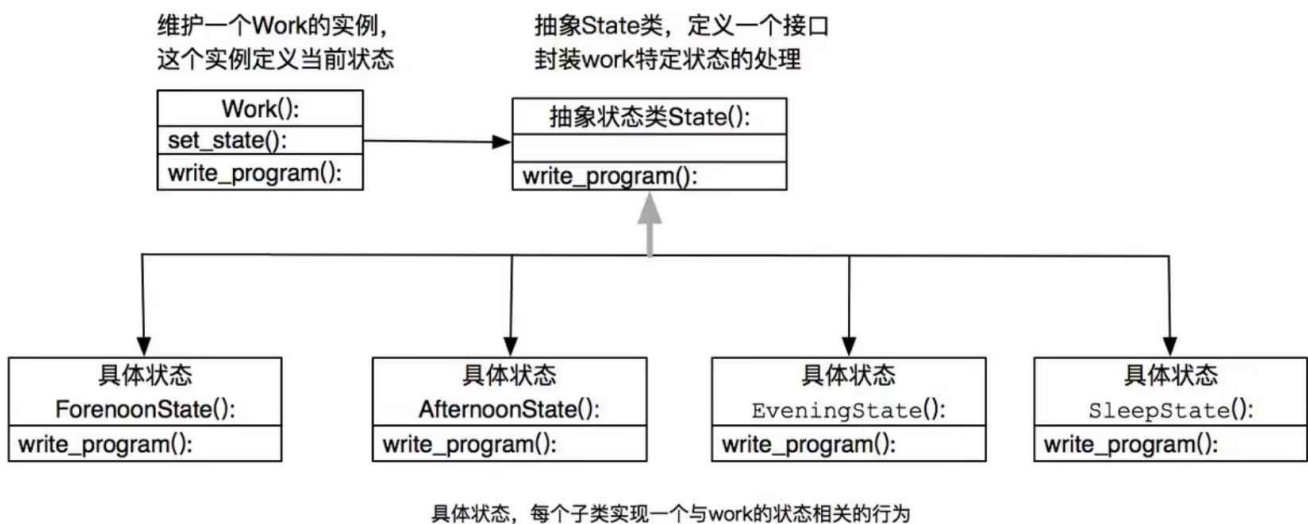 维护一个Work的实例，
这个实例定义当前状态
抽象State类，定义一个接口
封装work特定状态的处理
Work():
set_state():
write_program():
抽象状态类State():
write_program():
具体状态
ForenoonState():
write_program():
具体状态
AfternoonState():
write_program():
具体状态
EveningState():
write_program():
具体状态
SleepState():
write_program():
具体状态，每个子类实现一个与work的状态相关的行为